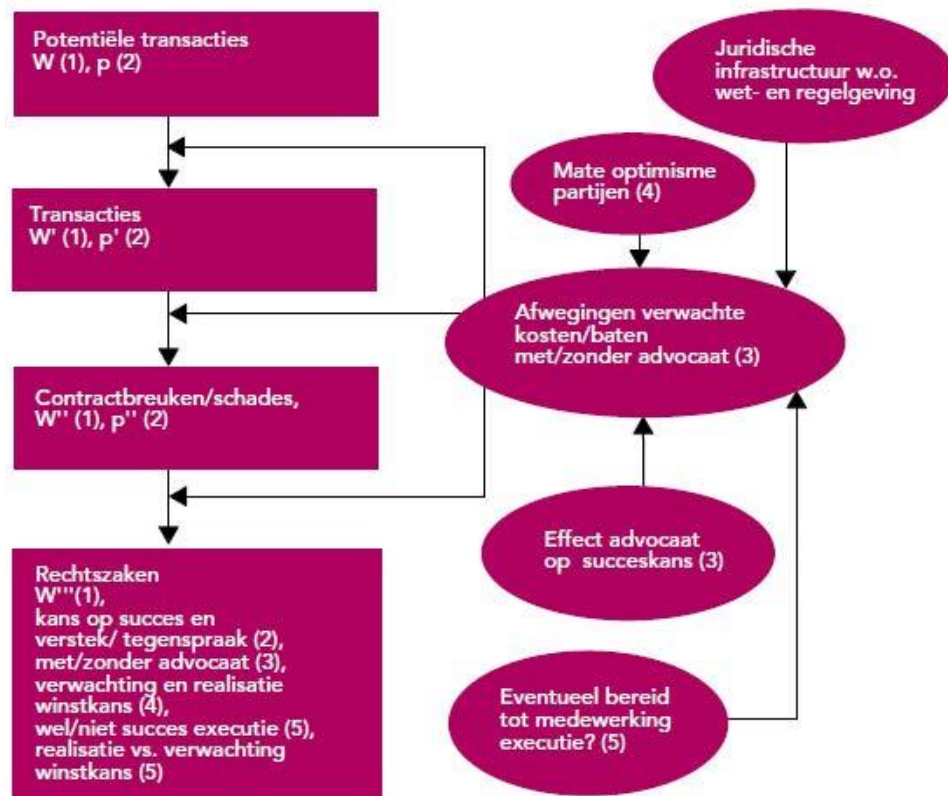 Potentiële transacties
W (1), p (2)
Transacties
W' (1), p' (2)
Contractbreuken/schades,
W'' (1), p'' (2)
Rechtszaken
W'''(1),
kans op succes en
verstek/ tegenspraak (2),
met/zonder advocaat (3),
verwachting en realisatie
winstkans (4),
wel/niet succes executie (5),
realisatie vs. verwachting
winstkans (5)
Juridische
infrastructuur w.o.
wet- en regelgeving
Mate optimisme
partijen (4)
Afwegingen verwachte
kosten/baten
met/zonder advocaat (3)
Effect advocaat
op succeskans (3)
Eventueel bereid
tot medewerking
executie? (5)